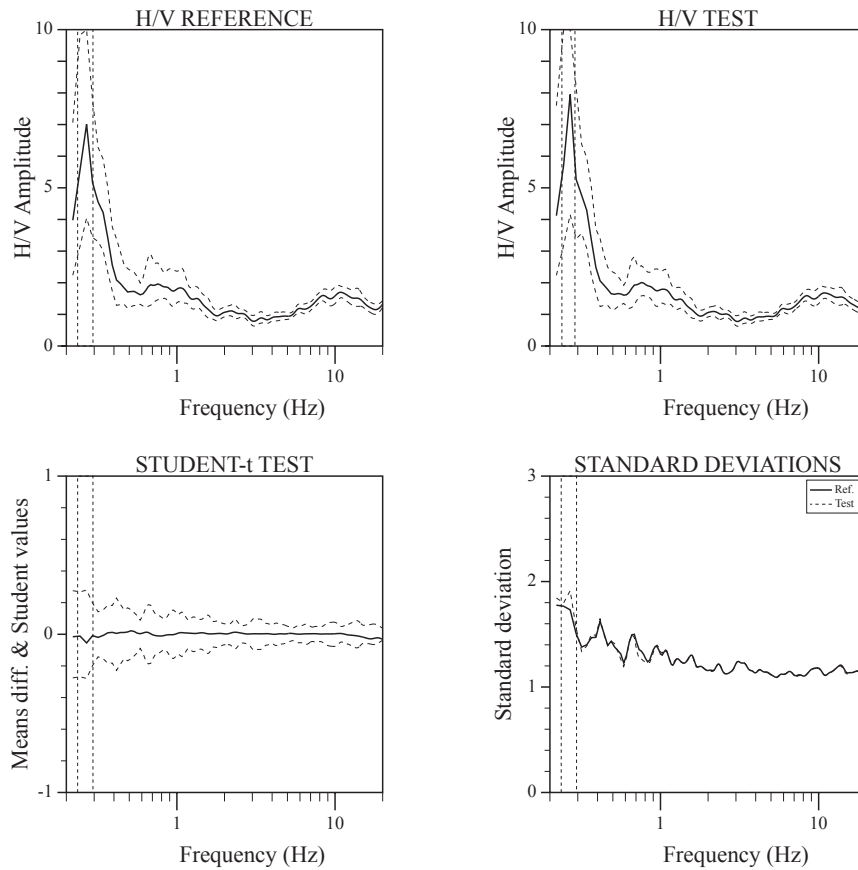 H/V REFERENCE
10
5
0
H/V Amplitude
1
10
Frequency (Hz)
H/V TEST
10
5
0
H/V Amplitude
1
10
Frequency (Hz)
STUDENT-t TEST
1
0
-1
Means diff. & Student values
1
10
Frequency (Hz)
STANDARD DEVIATIONS
3
2
1
0
Standard deviation
Ref.
Test
1
10
Frequency (Hz)